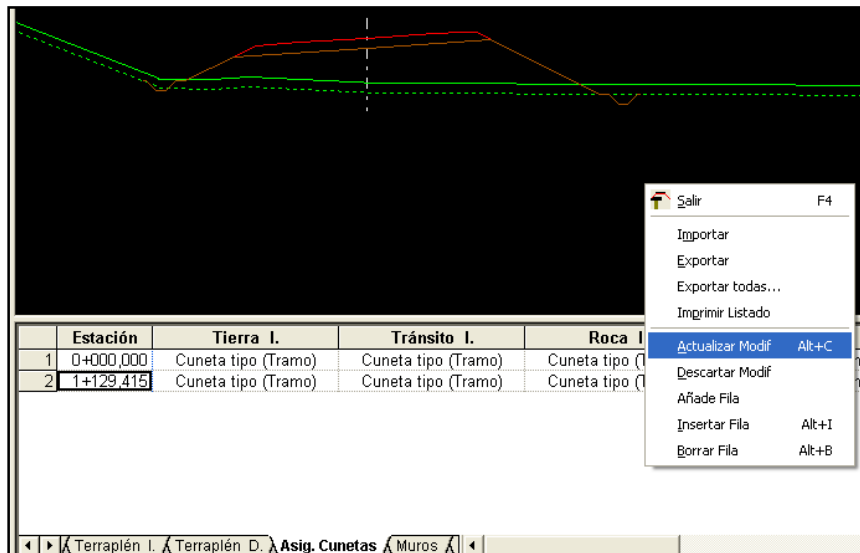 Salir F4
Importar
Exportar
Exportar todas...
Imprimir Listado
Actualizar Modif Alt+C
Descartar Modif
Añade Fila
Insertar Fila Alt+I
Borrar Fila Alt+B
Estación Tierra I. Tránsito I. Roca I
1 0+000,000 Cuneta tipo (Tramo) Cuneta tipo (Tramo) Cuneta tipo
2 1+129,415 Cuneta tipo (Tramo) Cuneta tipo (Tramo) Cuneta tipo
Terraplén I. Terraplén D. Asig. Cunetas Muros